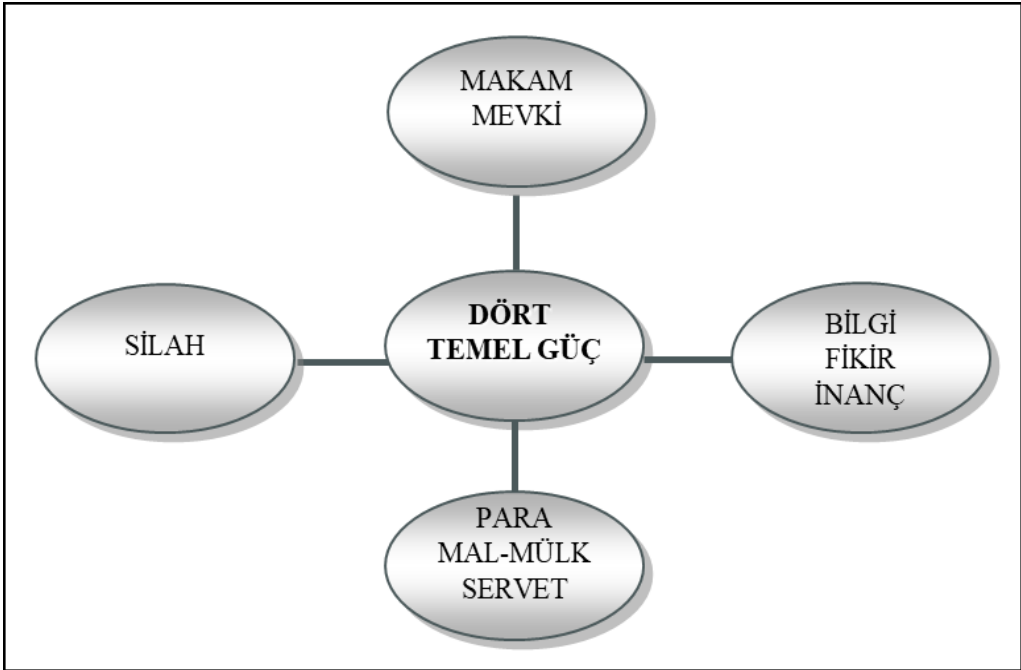 MAKAM
MEVKİ
SİLAH
DÖRT
TEMEL GÜÇ
BİLGİ
FİKİR
İNANÇ
PARA
MAL-MÜLK
SERVET